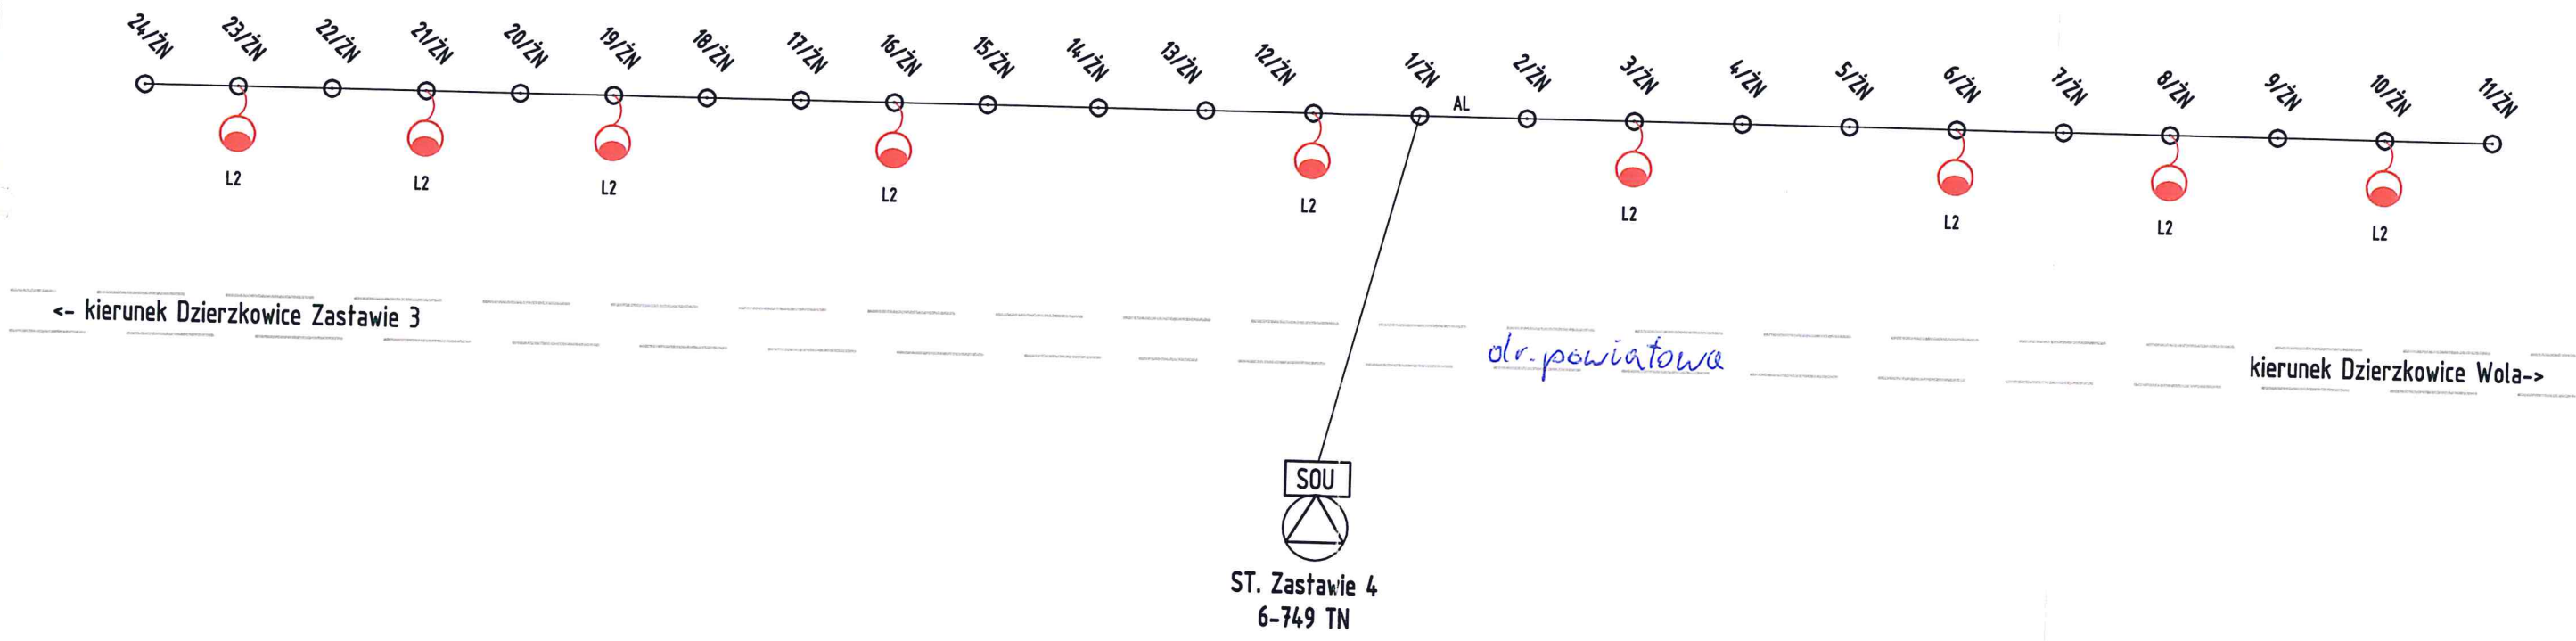 24/ŻN
23/ŻN
22/ŻN
21/ŻN
20/ŻN
19/ŻN
18/ŻN
17/ŻN
16/ŻN
15/ŻN
14/ŻN
13/ŻN
12/ŻN
1/ŻN
2/ŻN
3/ŻN
4/ŻN
5/ŻN
6/ŻN
7/ŻN
8/ŻN
9/ŻN
10/ŻN
11/ŻN
AL
L2
L2
L2
L2
L2
L2
L2
L2
L2
<- kierunek Dzierzkowice Zastawie 3
dr. powiatowa
kierunek Dzierzkowice Wola->
SOU
ST. Zastawie 4
6-749 TN